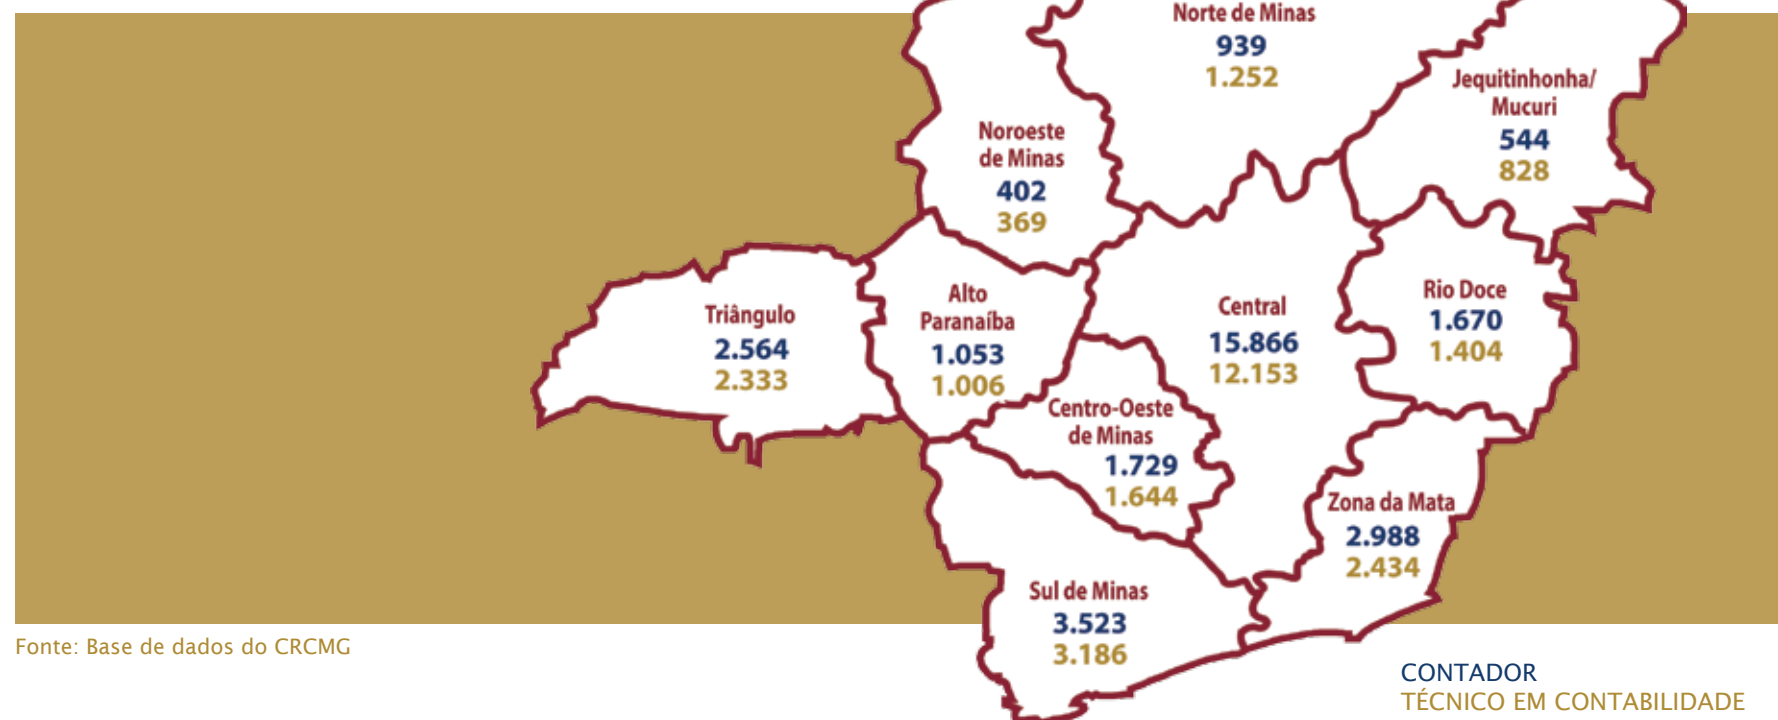 Norte de Minas
939
1.252
Jequitinhonha/
Mucuri
544
828
Noroeste
de Minas
402
369
Triângulo
2.564
2.333
Alto
Paranaíba
1.053
1.006
Central
15.866
12.153
Rio Doce
1.670
1.404
Centro-Oeste
de Minas
1.729
1.644
Zona da Mata
2.988
2.434
Sul de Minas
3.523
3.186
Fonte: Base de dados do CRCMG
CONTADOR
TÉCNICO EM CONTABILIDADE